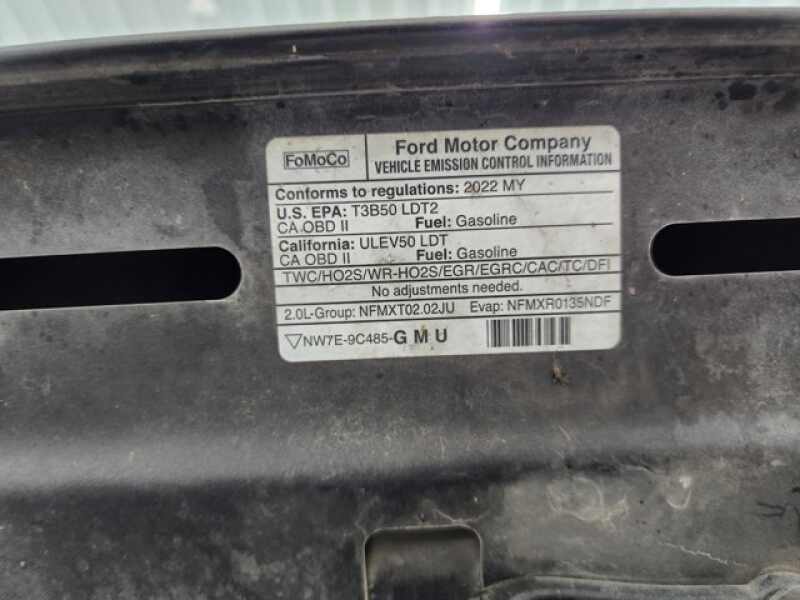 FoMoCo
Ford Motor Company
VEHICLE EMISSION CONTROL INFORMATION
Conforms to regulations: 2022 MY
U.S. EPA: T3B50 LDT2
CA OBD II Fuel: Gasoline
California: ULEV50 LDT
CA OBD II Fuel: Gasoline
TWC/HO2S/WR-HO2S/EGR/EGRC/CAC/TC/DFI
No adjustments needed.
2.0L-Group: NFMXT02.02JU Evap: NFMXR0135NDF
NW7E-9C485-G M U